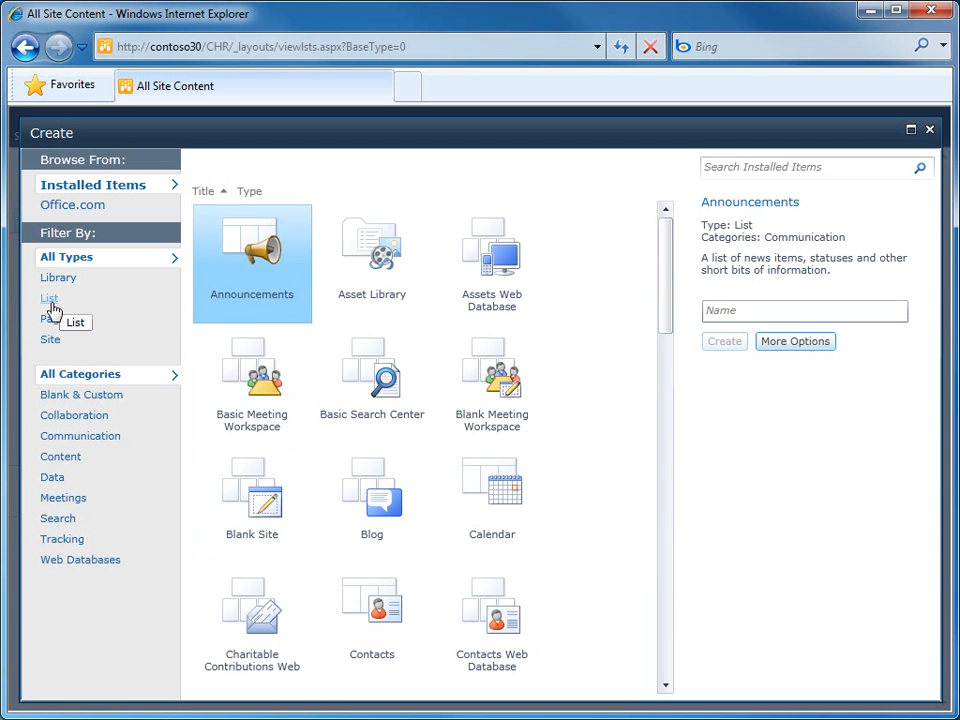 All Site Content - Windows Internet Explorer
http://contoso30/CHR/_layouts/viewlsts.aspx?BaseType=0
Bing
Favorites
All Site Content
Create
Browse From:
Installed Items
Office.com
Filter By:
All Types
Library
List
List
Site
All Categories
Blank & Custom
Collaboration
Communication
Content
Data
Meetings
Search
Tracking
Web Databases
Title
Type
Announcements
Asset Library
Assets Web
Database
Basic Meeting
Workspace
Basic Search Center
Blank Meeting
Workspace
Blank Site
Blog
Calendar
Charitable
Contributions Web
Contacts
Contacts Web
Database
Search Installed Items
Announcements
Type: List
Categories: Communication
A list of news items, statuses and other
short bits of information.
Name
Create
More Options